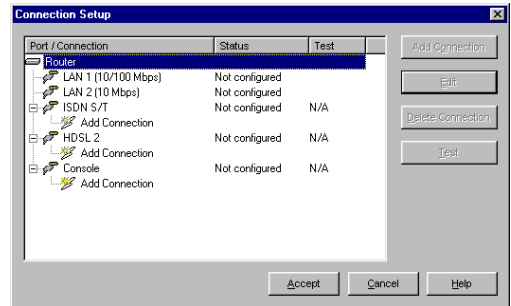 Connection Setup
Port / Connection Status Test
Router
LAN 1 (10/100 Mbps) Not configured
LAN 2 (10 Mbps) Not configured
ISDN S/T Not configured N/A
Add Connection
HDSL 2 Not configured N/A
Add Connection
Console Not configured N/A
Add Connection
Add Connection
Edit
Delete Connection
Test
Accept Cancel Help